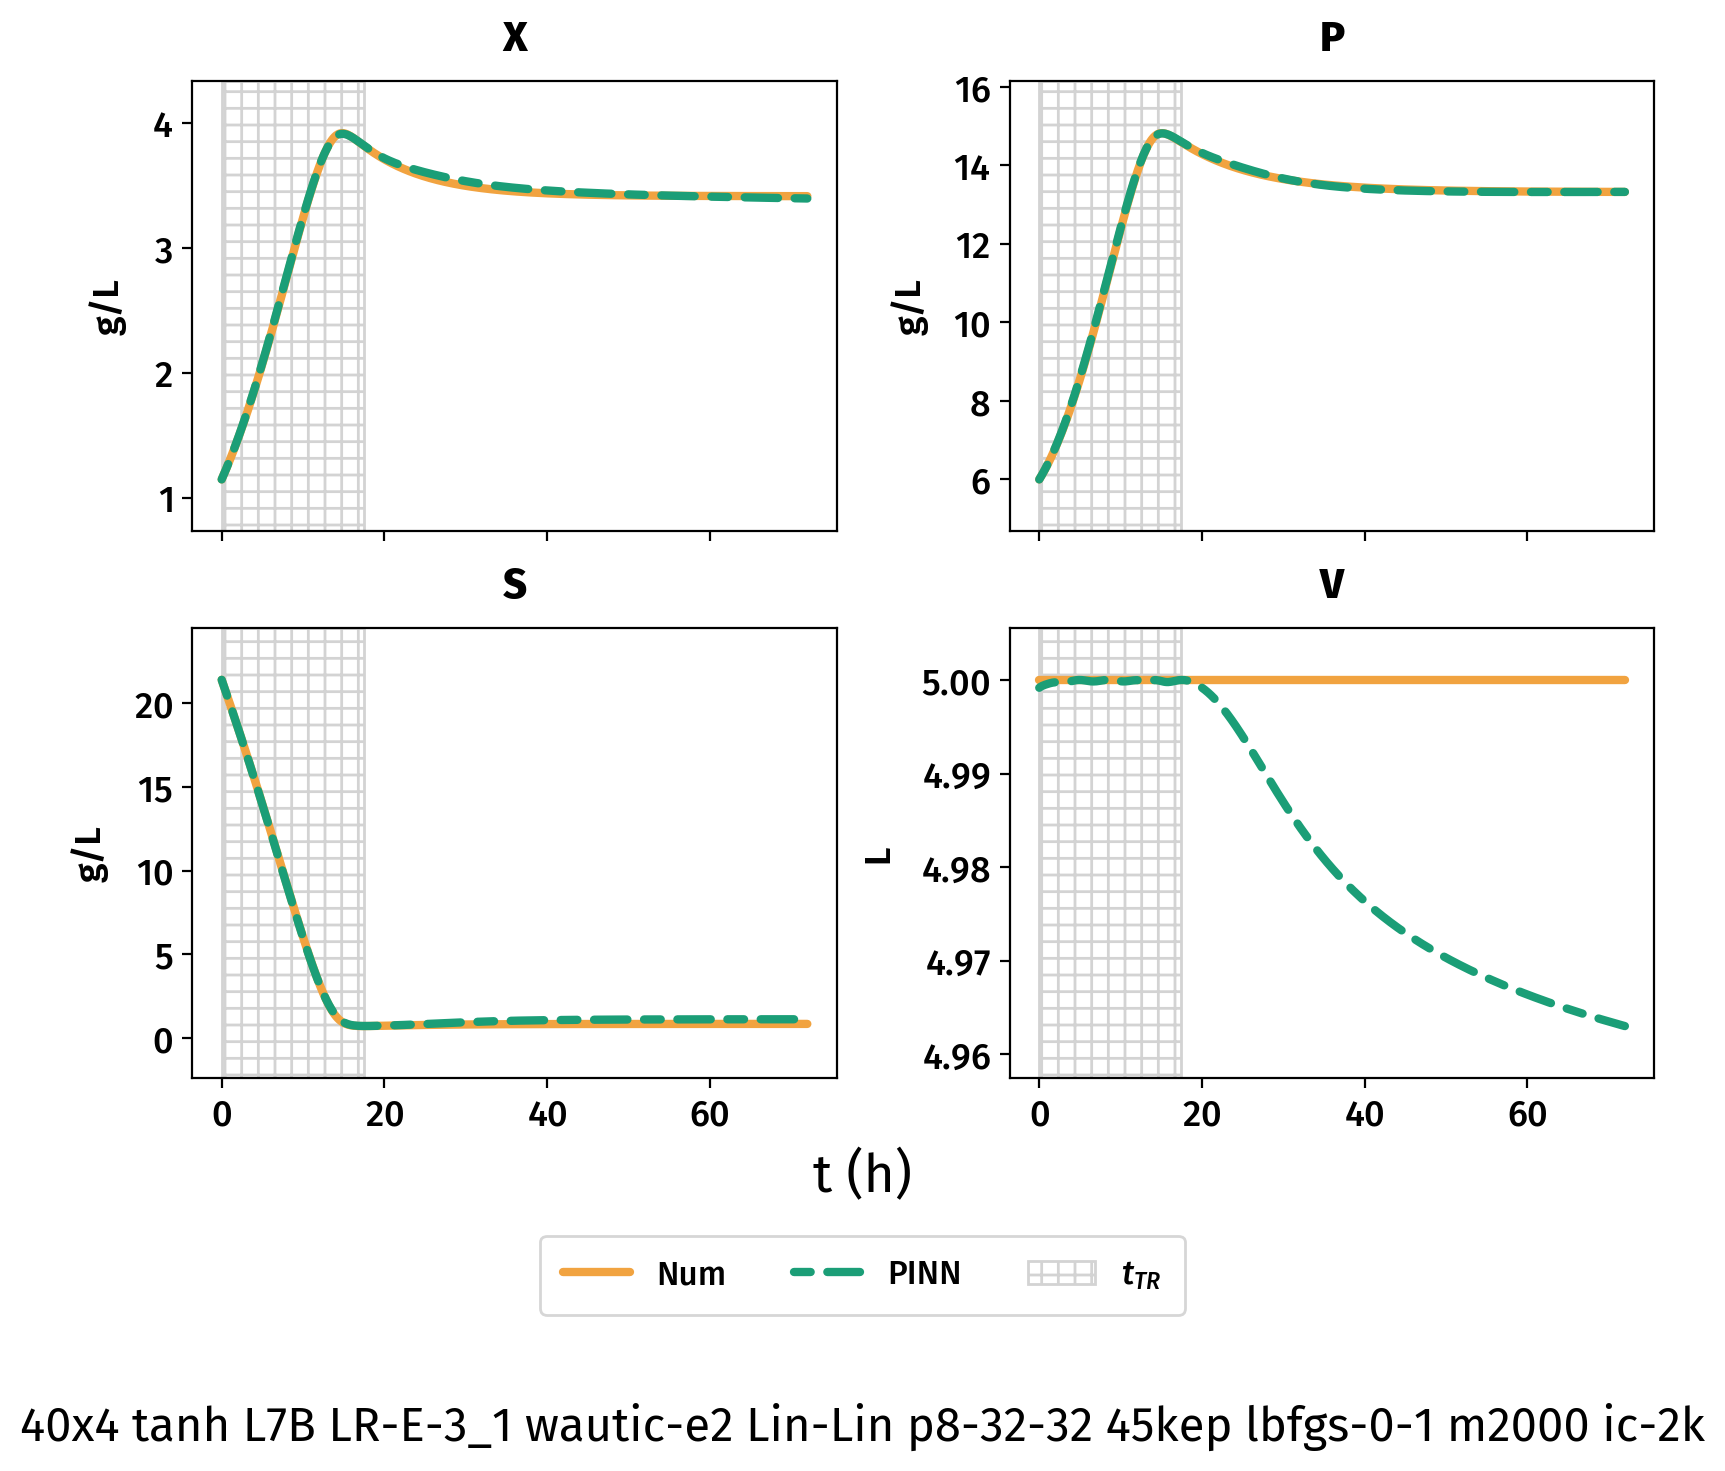 X
P
4
3
2
1
g/L
16
14
12
10
8
6
g/L
S
V
20
15
10
5
0
g/L
5.00
4.99
4.98
4.97
4.96
L
0 20 40 60
0 20 40 60
t (h)
Num PINN tTR
40x4 tanh L7B LR-E-3_1 wautic-e2 Lin-Lin p8-32-32 45kep lbfgs-0-1 m2000 ic-2k